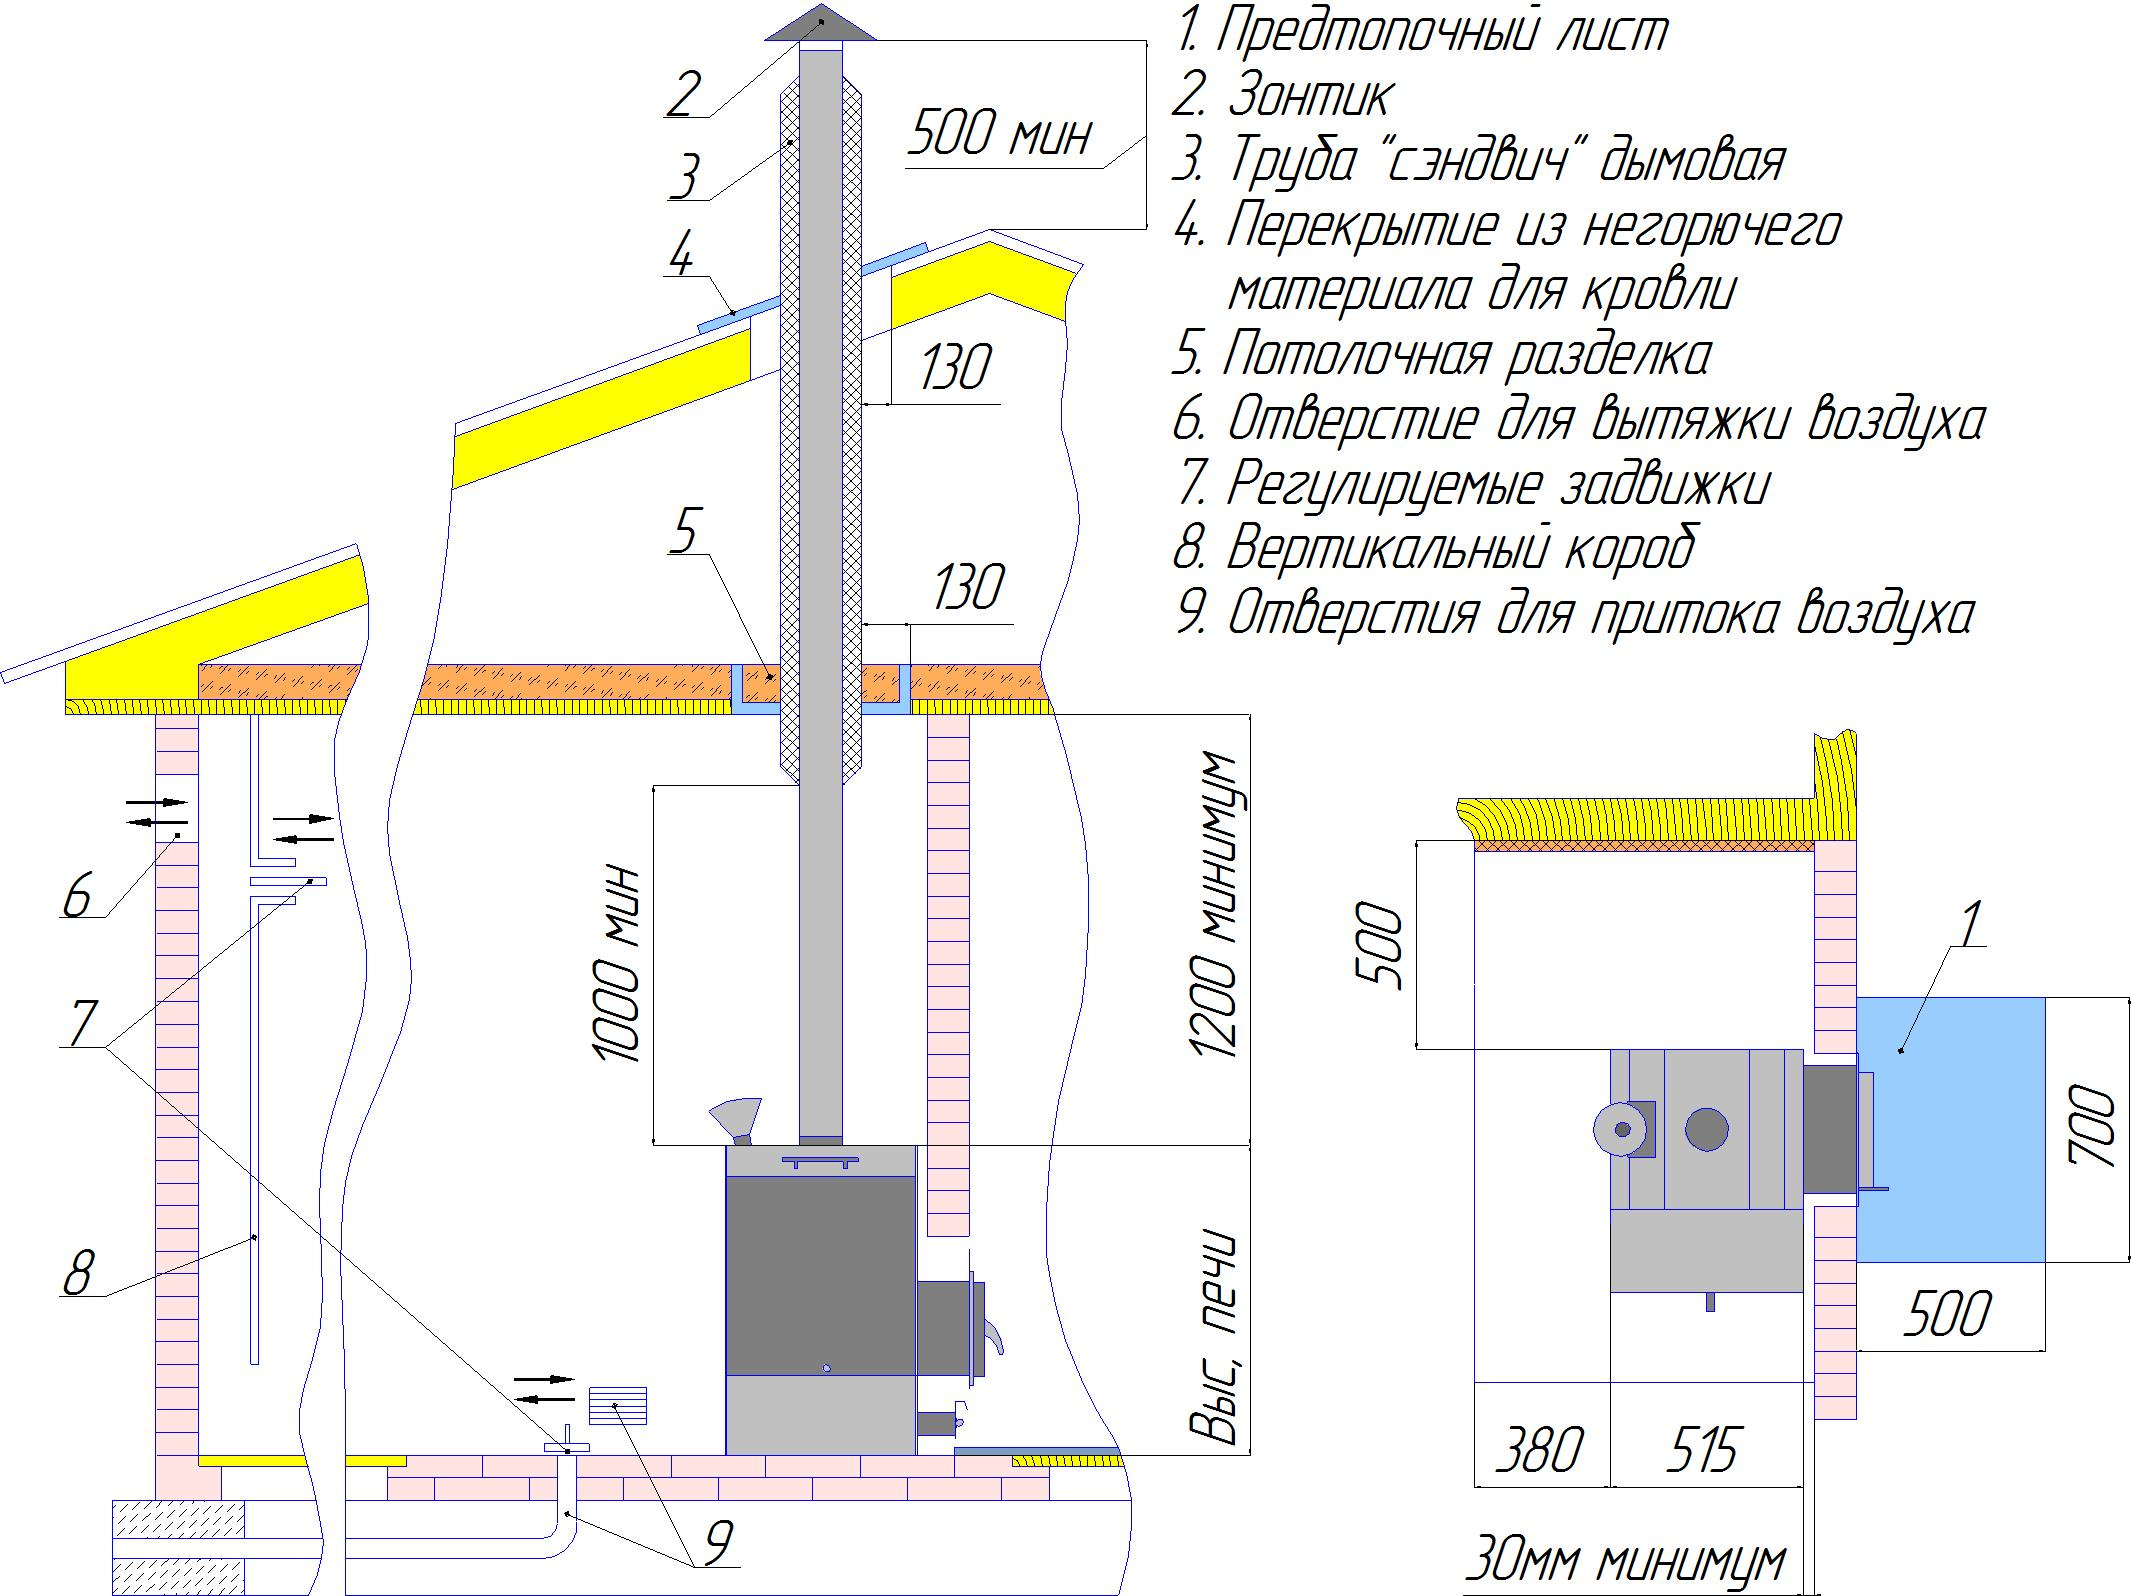 1. Предтопочный лист
2. Зонтик
3. Труба "сэндвич" дымовая
4. Перекрытие из негорючего
материала для кровли
5. Потолочная разделка
6. Отверстие для вытяжки воздуха
7. Регулируемые задвижки
8. Вертикальный короб
9. Отверстия для притока воздуха
2
500 мин
3
4
130
5
130
1000 мин
1200 минимум
6
7
8
Выс, печи
9
500
1
700
500
380
515
30мм минимум